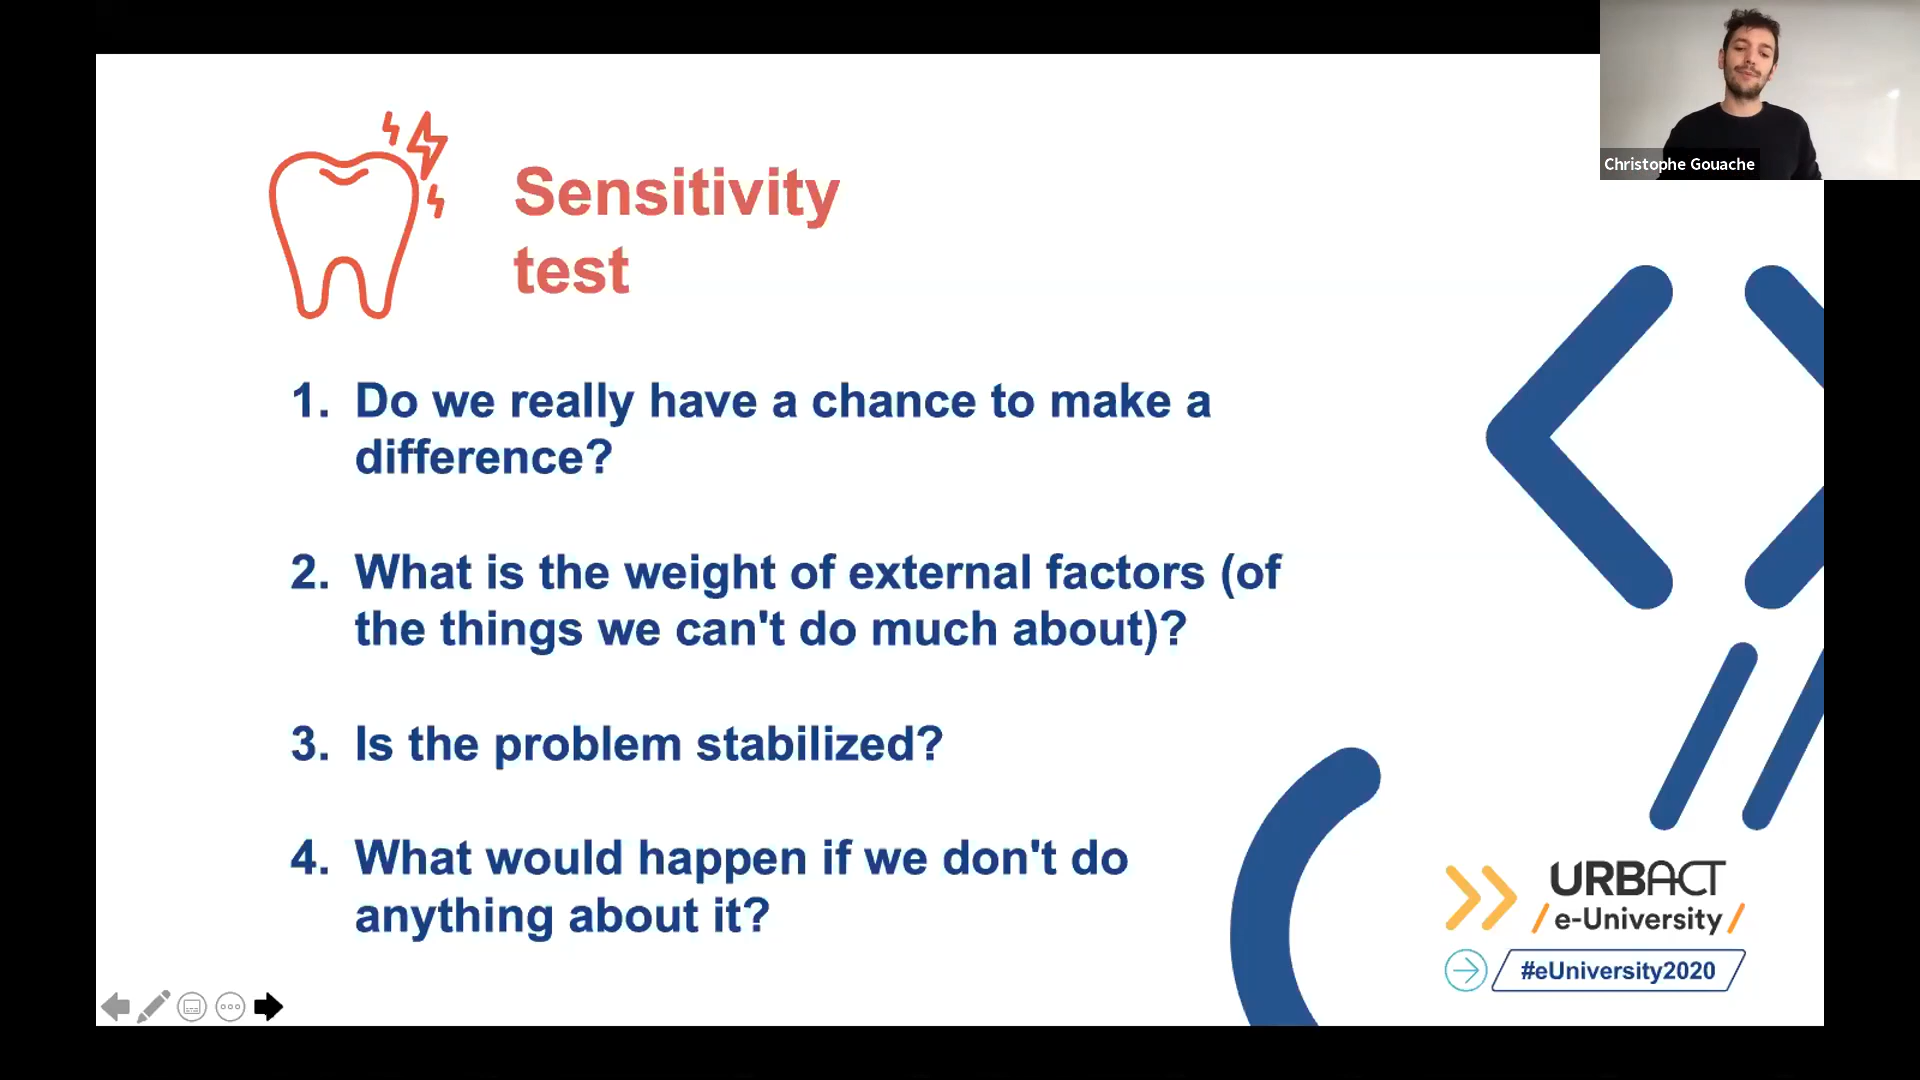 Christophe Gouache
Sensitivity
test
1. Do we really have a chance to make a
difference?
2. What is the weight of external factors (of
the things we can't do much about)?
3. Is the problem stabilized?
4. What would happen if we don't do
anything about it?
URBACT
/ e-University /
#eUniversity2020